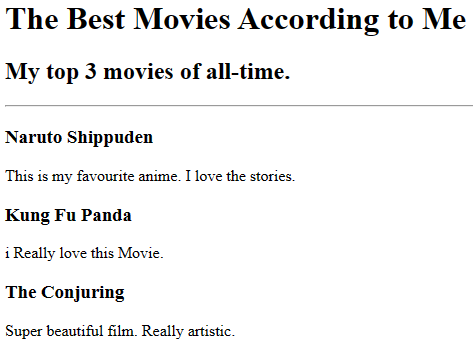 The Best Movies According to Me
My top 3 movies of all-time.
Naruto Shippuden
This is my favourite anime. I love the stories.
Kung Fu Panda
i Really love this Movie.
The Conjuring
Super beautiful film. Really artistic.